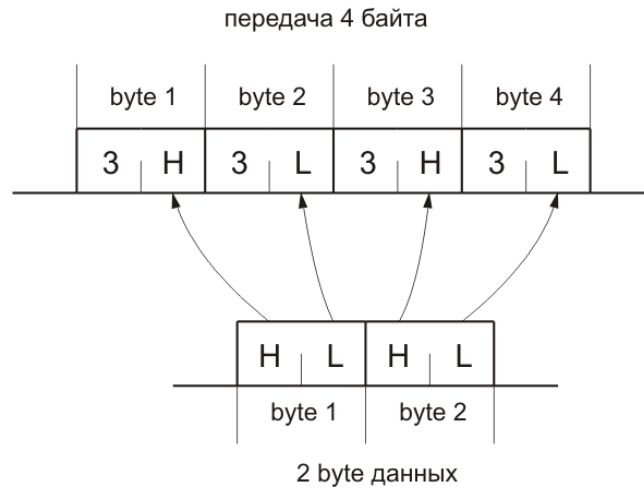 передача 4 байта
byte 1 byte 2 byte 3 byte 4
3 H 3 L 3 H 3 L
H L H L
byte 1 byte 2
2 byte данных